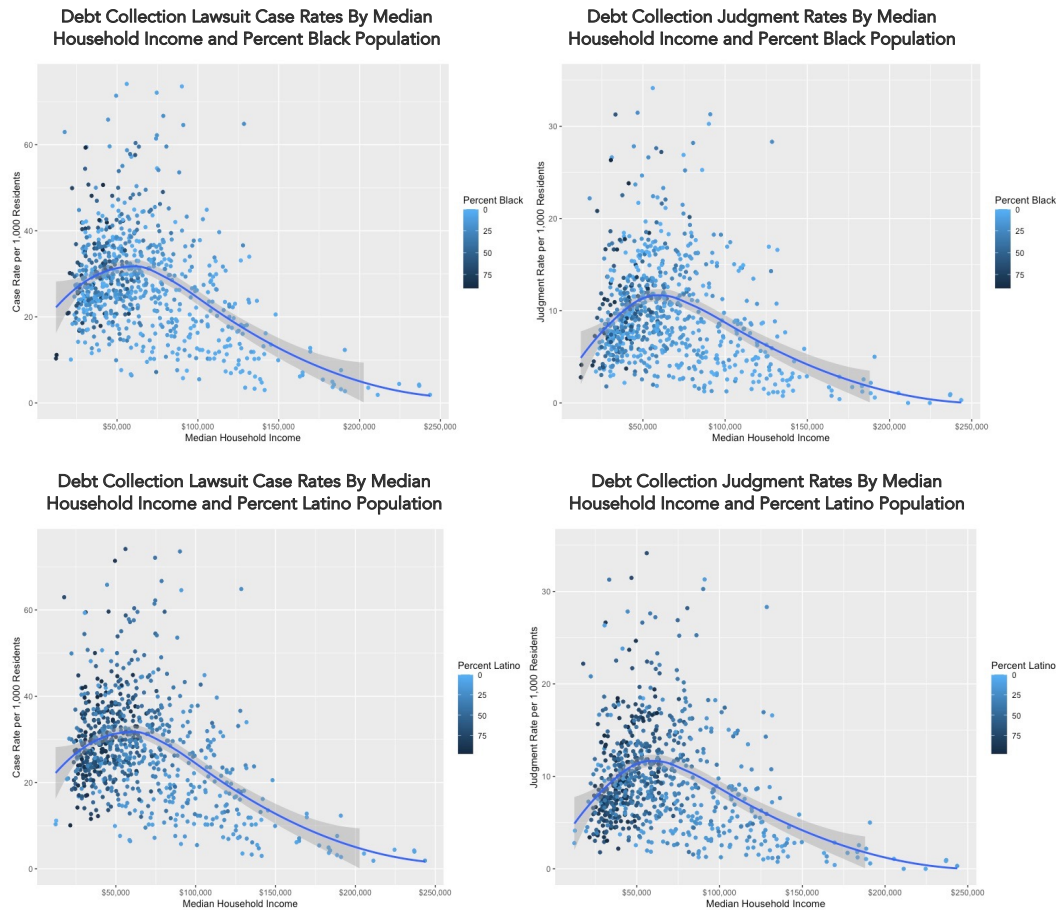 Debt Collection Lawsuit Case Rates By Median
Household Income and Percent Black Population
Case Rate per 1,000 Residents
60
40
20
0
$50,000
$100,000
$150,000
$200,000
$250,000
Median Household Income
Percent Black
0
25
50
75
Debt Collection Judgment Rates By Median
Household Income and Percent Black Population
Judgment Rate per 1,000 Residents
30
20
10
0
$50,000
$100,000
$150,000
$200,000
$250,000
Median Household Income
Percent Black
0
25
50
75
Debt Collection Lawsuit Case Rates By Median
Household Income and Percent Latino Population
Case Rate per 1,000 Residents
60
40
20
0
$50,000
$100,000
$150,000
$200,000
$250,000
Median Household Income
Percent Latino
0
25
50
75
Debt Collection Judgment Rates By Median
Household Income and Percent Latino Population
Judgment Rate per 1,000 Residents
30
20
10
0
$50,000
$100,000
$150,000
$200,000
$250,000
Median Household Income
Percent Latino
0
25
50
75